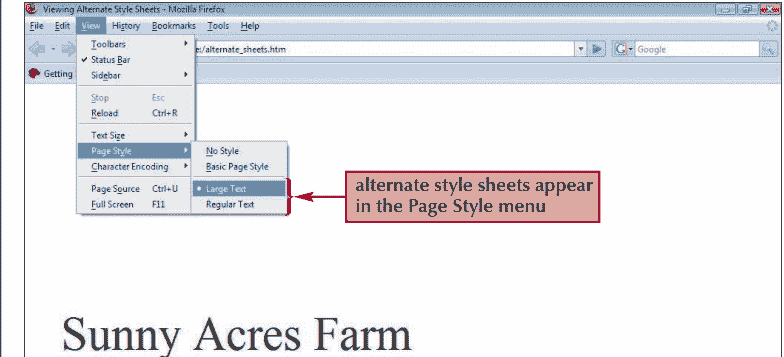 Viewing Alternate Style Sheets - Mozilla Firefox
File Edit View History Bookmarks Tools Help
e:/alternate_sheets.htm
G Google
Getting
Toolbars
✓ Status Bar
Sidebar
Stop Esc
Reload Ctrl+R
Text Size
Page Style
Character Encoding
Page Source Ctrl+U
Full Screen F11
No Style
Basic Page Style
• Large Text
Regular Text
alternate style sheets appear
in the Page Style menu
Sunny Acres Farm